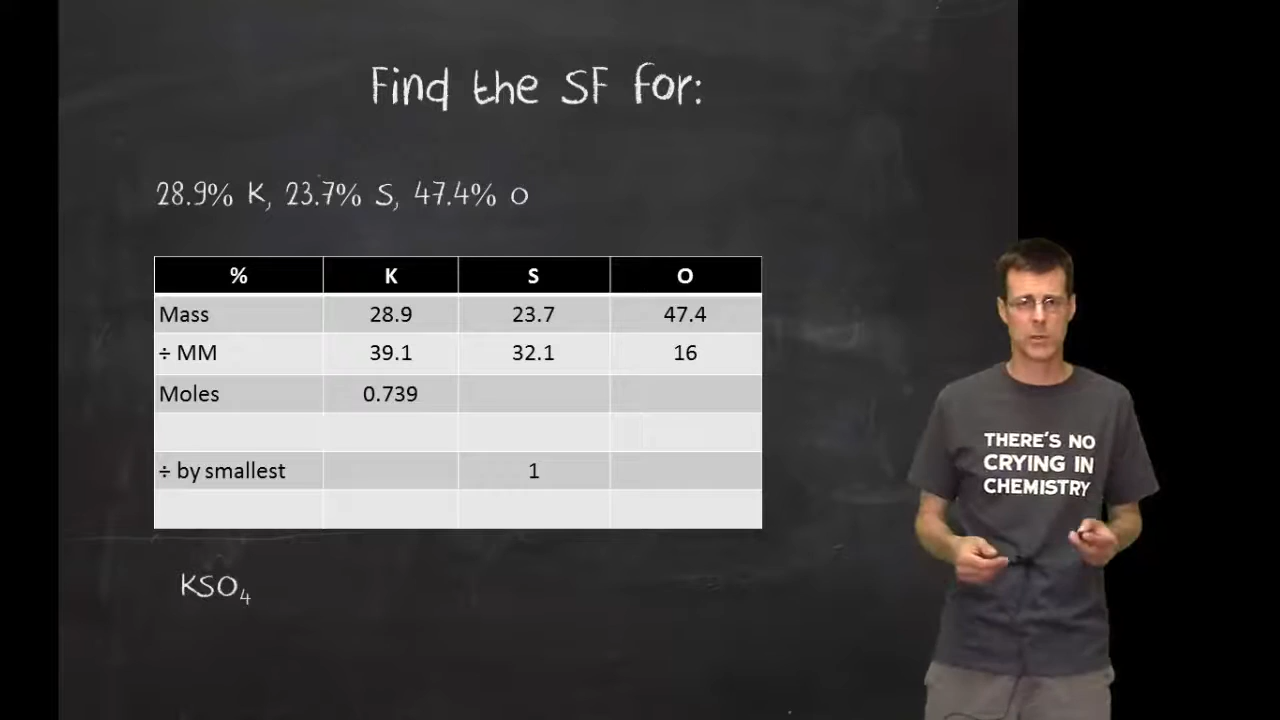 Find the SF for:
28.9% K, 23.7% S, 47.4% O
% K S O
Mass 28.9 23.7 47.4
÷ MM 39.1 32.1 16
Moles 0.739
÷ by smallest 1
KSO₄
THERE'S NO
CRYING IN
CHEMISTRY